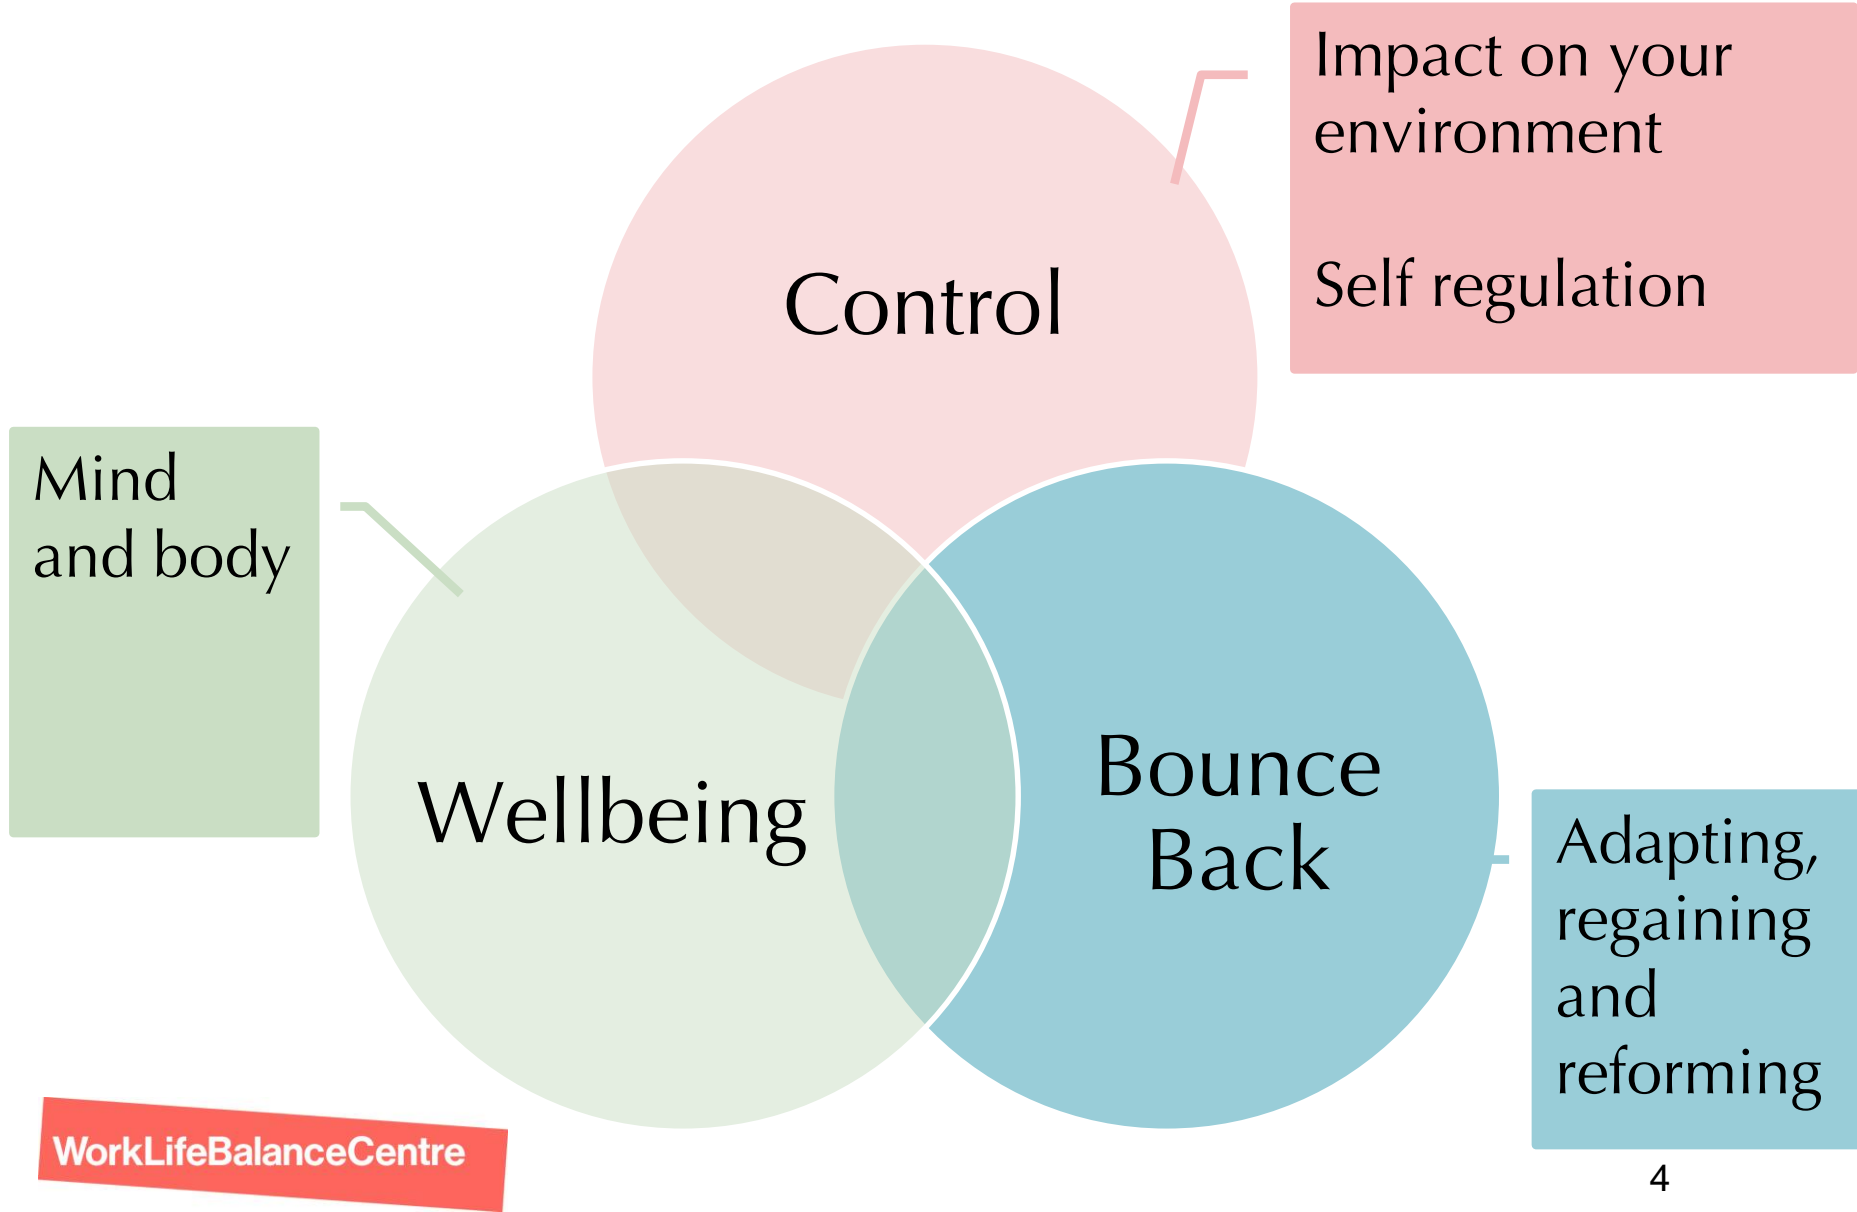 Impact on your
environment
Self regulation
Control
Mind
and body
Wellbeing
Bounce
Back
Adapting,
regaining
and
reforming
WorkLifeBalanceCentre
4